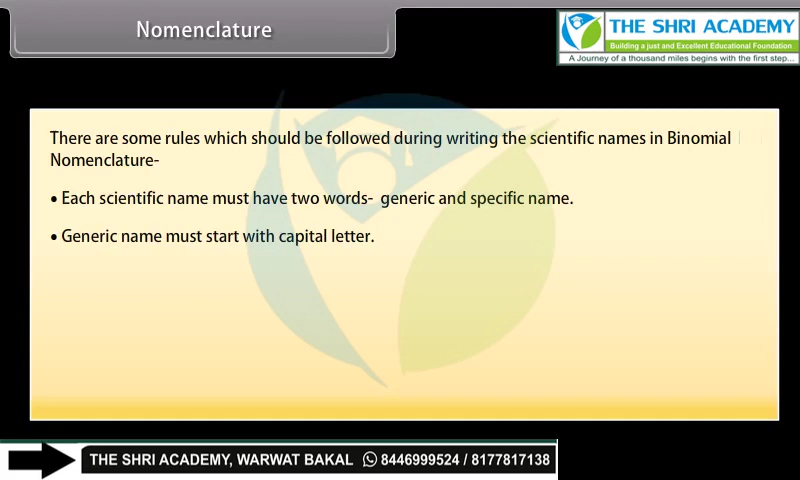 Nomenclature
THE SHRI ACADEMY
Building a just and Excellent Educational Foundation
A Journey of a thousand miles begins with the first step...
There are some rules which should be followed during writing the scientific names in Binomial
Nomenclature-
• Each scientific name must have two words- generic and specific name.
• Generic name must start with capital letter.
THE SHRI ACADEMY, WARWAT BAKAL 8446999524 / 8177817138